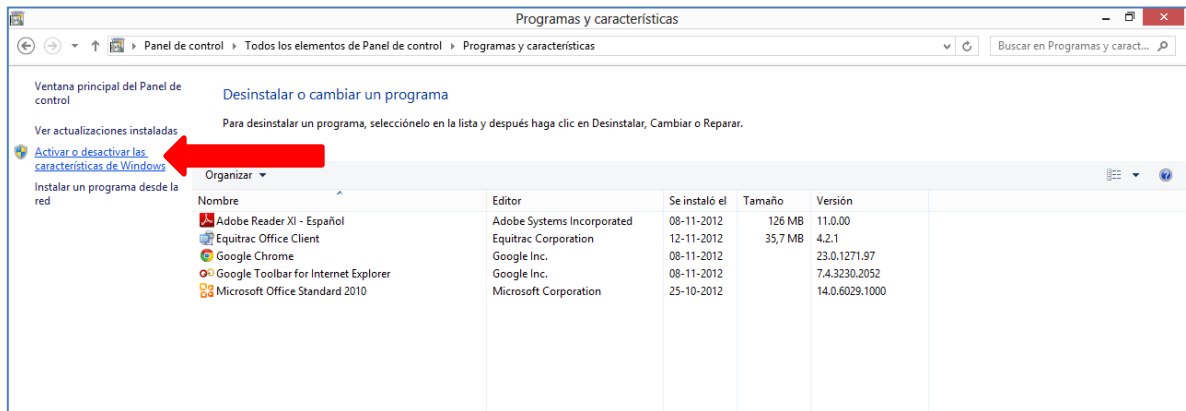 Programas y características
Panel de control Todos los elementos de Panel de control Programas y características
Buscar en Programas y caract...
Ventana principal del Panel de
control
Ver actualizaciones instaladas
Activar o desactivar las
características de Windows
Instalar un programa desde la
red
Desinstalar o cambiar un programa
Para desinstalar un programa, selecciónelo en la lista y después haga clic en Desinstalar, Cambiar o Reparar.
Organizar
Nombre Editor Se instaló el Tamaño Versión
Adobe Reader XI - Español Adobe Systems Incorporated 08-11-2012 126 MB 11.0.00
Equitrac Office Client Equitrac Corporation 12-11-2012 35,7 MB 4.2.1
Google Chrome Google Inc. 08-11-2012 23.0.1271.97
Google Toolbar for Internet Explorer Google Inc. 08-11-2012 7.4.3230.2052
Microsoft Office Standard 2010 Microsoft Corporation 25-10-2012 14.0.6029.1000